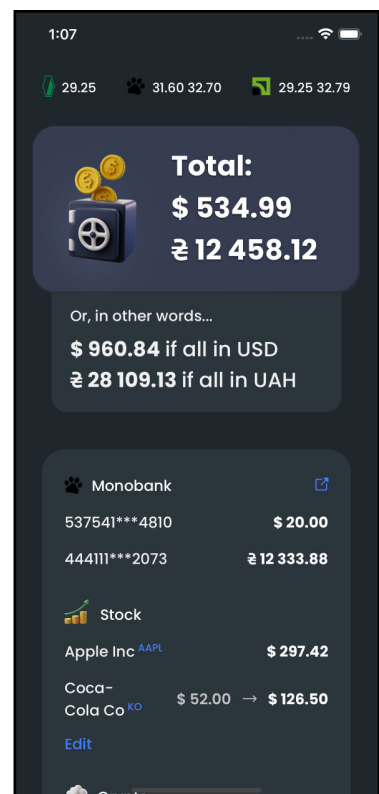 1:07
29.25 31.60 32.70 29.25 32.79
Total:
$ 534.99
₴ 12 458.12
Or, in other words...
$ 960.84 if all in USD
₴ 28 109.13 if all in UAH
Monobank
537541***4810 $ 20.00
444111***2073 ₴ 12 333.88
Stock
Apple Inc AAPL $ 297.42
Coca-
Cola Co KO $ 52.00 → $ 126.50
Edit